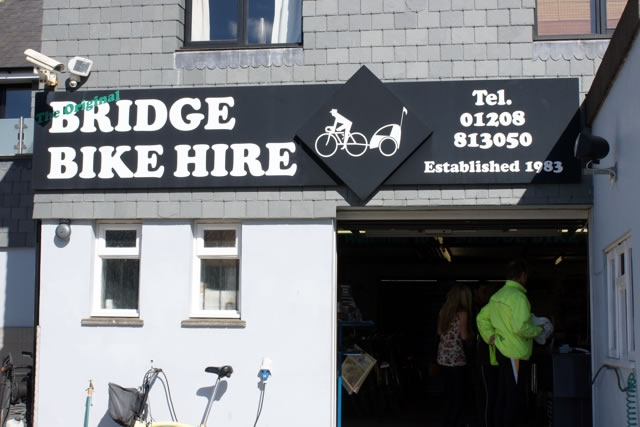 The Original
BRIDGE
BIKE HIRE
Tel.
01208
813050
Established 1983